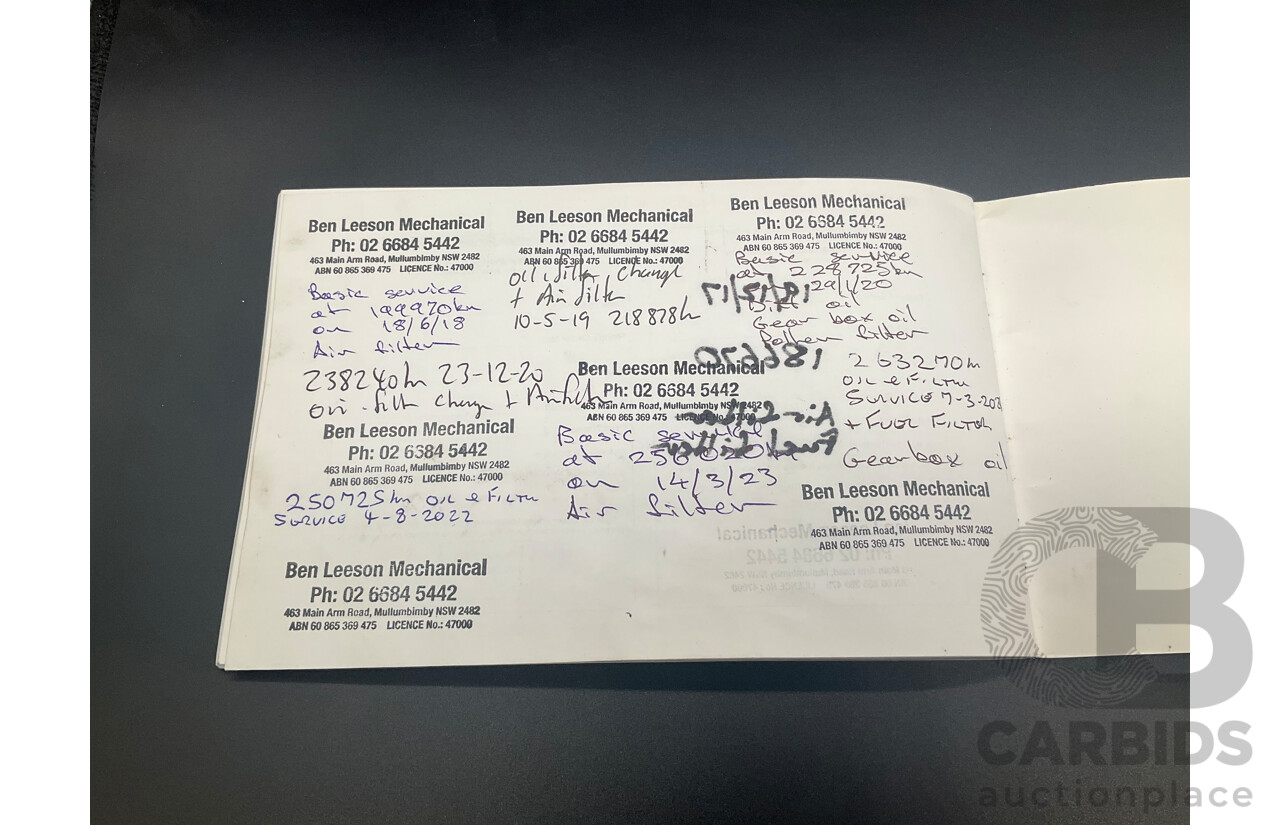 Ben Leeson Mechanical
Ph: 02 6684 5442
463 Main Arm Road, Mullumbimby NSW 2482
ABN 60 865 369 475 LICENCE No.: 47000
Basic service
at 199970km
on 18/6/18
Air filter
Ben Leeson Mechanical
Ph: 02 6684 5442
463 Main Arm Road, Mullumbimby NSW 2482
ABN 60 865 369 475 LICENCE No.: 47000
oil & filter change
+ Air filter
10-5-19 218878k
Ben Leeson Mechanical
Ph: 02 6684 5442
463 Main Arm Road, Mullumbimby NSW 2482
ABN 60 865 369 475 LICENCE No.: 47000
Basic service
at 228725km
29/1/20
oil
Gear box oil
Pollen filter
238240km 23-12-20
filter change + Air
Ben Leeson Mechanical
Ph: 02 6684 5442
463 Main Arm Road, Mullumbimby NSW 2482
ABN 60 865 369 475 LICENCE No.: 47000
250725km OIL & FILTER
SERVICE 4-8-2022
Ben Leeson Mechanical
Ph: 02 6684 5442
463 Main Arm Road, Mullumbimby NSW 2482
ABN 60 865 369 475 LICENCE No.: 47000
Basic service
at
on 14/3/23
Air filter
263270km
OIL & FILTER
SERVICE
+ FUEL FILTER
Gearbox oil
Ben Leeson Mechanical
Ph: 02 6684 5442
463 Main Arm Road, Mullumbimby NSW 2482
ABN 60 865 369 475 LICENCE No.: 47000
18/12/17
186670
Air filter
Fuel filter
Ben Leeson Mechanical
Ph: 02 6684 5442
463 Main Arm Road, Mullumbimby NSW 2482
ABN 60 865 369 475 LICENCE No.: 47000
CB
CARBIDS
auctionplace